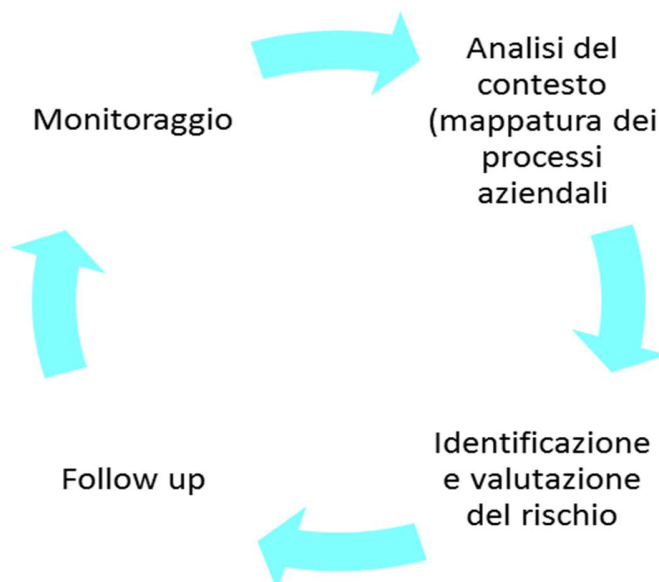 Monitoraggio
Analisi del
contesto
(mappatura dei
processi
aziendali
Identificazione
e valutazione
del rischio
Follow up